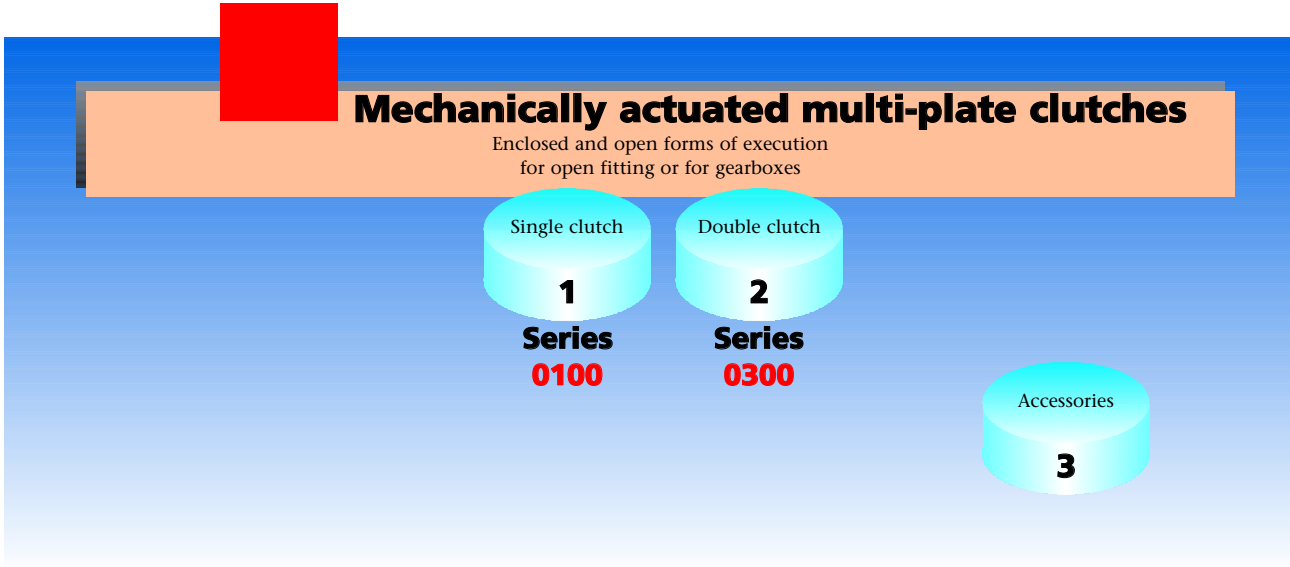 Mechanically actuated multi-plate clutches
Enclosed and open forms of execution
for open fitting or for gearboxes
Single clutch
1
Series
0100
Double clutch
2
Series
0300
Accessories
3